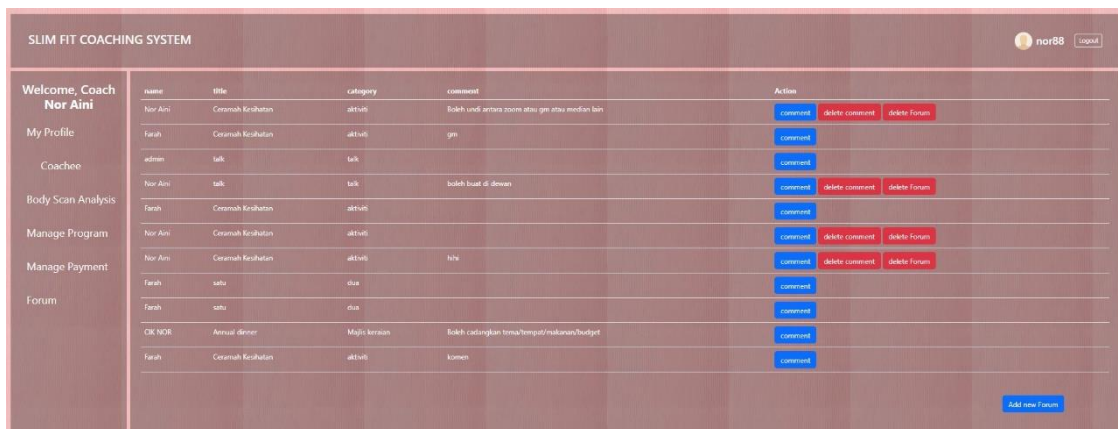 SLIM FIT COACHING SYSTEM
nor88 Logout
Welcome, Coach
Nor Aini
My Profile
Coachee
Body Scan Analysis
Manage Program
Manage Payment
Forum
name title category comment Action
Nor Aini Ceramah Kesihatan aktiviti Boleh undi antara zoom atau gm atau median lain comment delete comment delete Forum
Farah Ceramah Kesihatan aktiviti gm comment
admin talk talk comment
Nor Aini talk talk boleh buat di dewan comment delete comment delete Forum
Farah Ceramah Kesihatan aktiviti comment
Nor Aini Ceramah Kesihatan aktiviti comment delete comment delete Forum
Nor Aini Ceramah Kesihatan aktiviti hihi comment delete comment delete Forum
Farah satu dua comment
Farah satu dua comment
CIK NOR Annual dinner Majlis keraian Boleh cadangkan tema/tempat/makanan/budget comment
Farah Ceramah Kesihatan aktiviti komen comment
Add new Forum